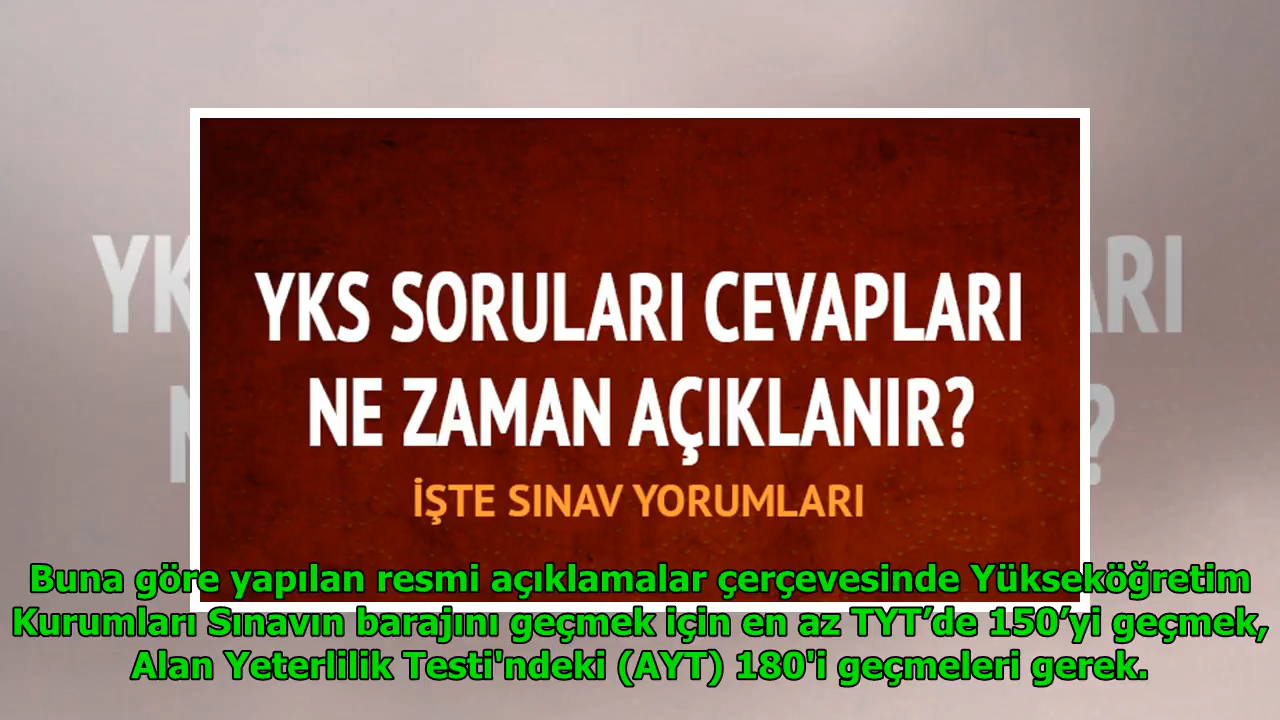 YKS SORULARI CEVAPLARI
NE ZAMAN AÇIKLANIR?
İŞTE SINAV YORUMLARI
Buna göre yapılan resmi açıklamalar çerçevesinde Yükseköğretim
Kurumları Sınavın barajını geçmek için en az TYT’de 150’yi geçmek,
Alan Yeterlilik Testi'ndeki (AYT) 180'i geçmeleri gerek.